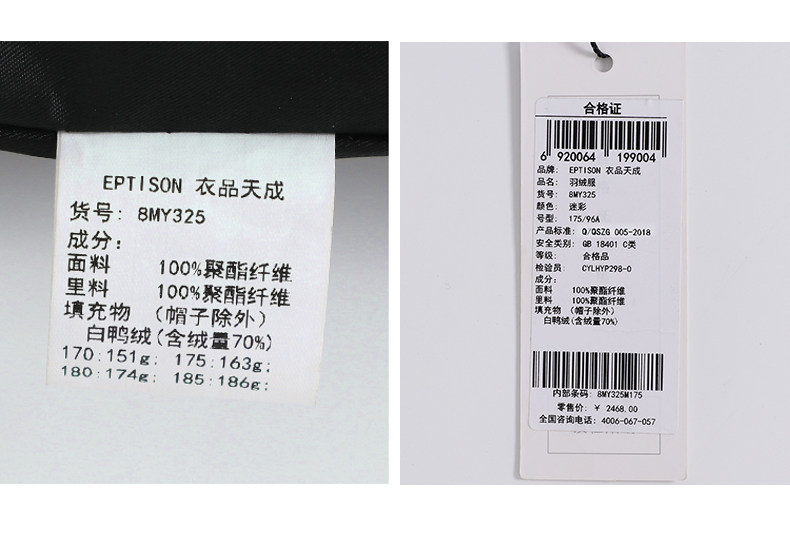 EPTISON 衣品天成
货号: 8MY325
成分:
面料 100%聚酯纤维
里料 100%聚酯纤维
填充物 (帽子除外)
白鸭绒(含绒量70%)
170:151g; 175:163g;
180:174g; 185:186g;
合格证
6 920064 199004
品牌: EPTISON 衣品天成
品名: 羽绒服
货号: 8MY325
颜色: 迷彩
号型: 175/96A
产品标准: Q/QSZG 005-2018
安全类别: GB 18401 C类
等级: 合格品
检验员: CYLHYP298-0
成分:
面料 100%聚酯纤维
里料 100%聚酯纤维
填充物 (帽子除外)
白鸭绒(含绒量70%)
内部条码: 8MY325M175
零售价: ¥ 2468.00
全国咨询电话: 4006-067-057